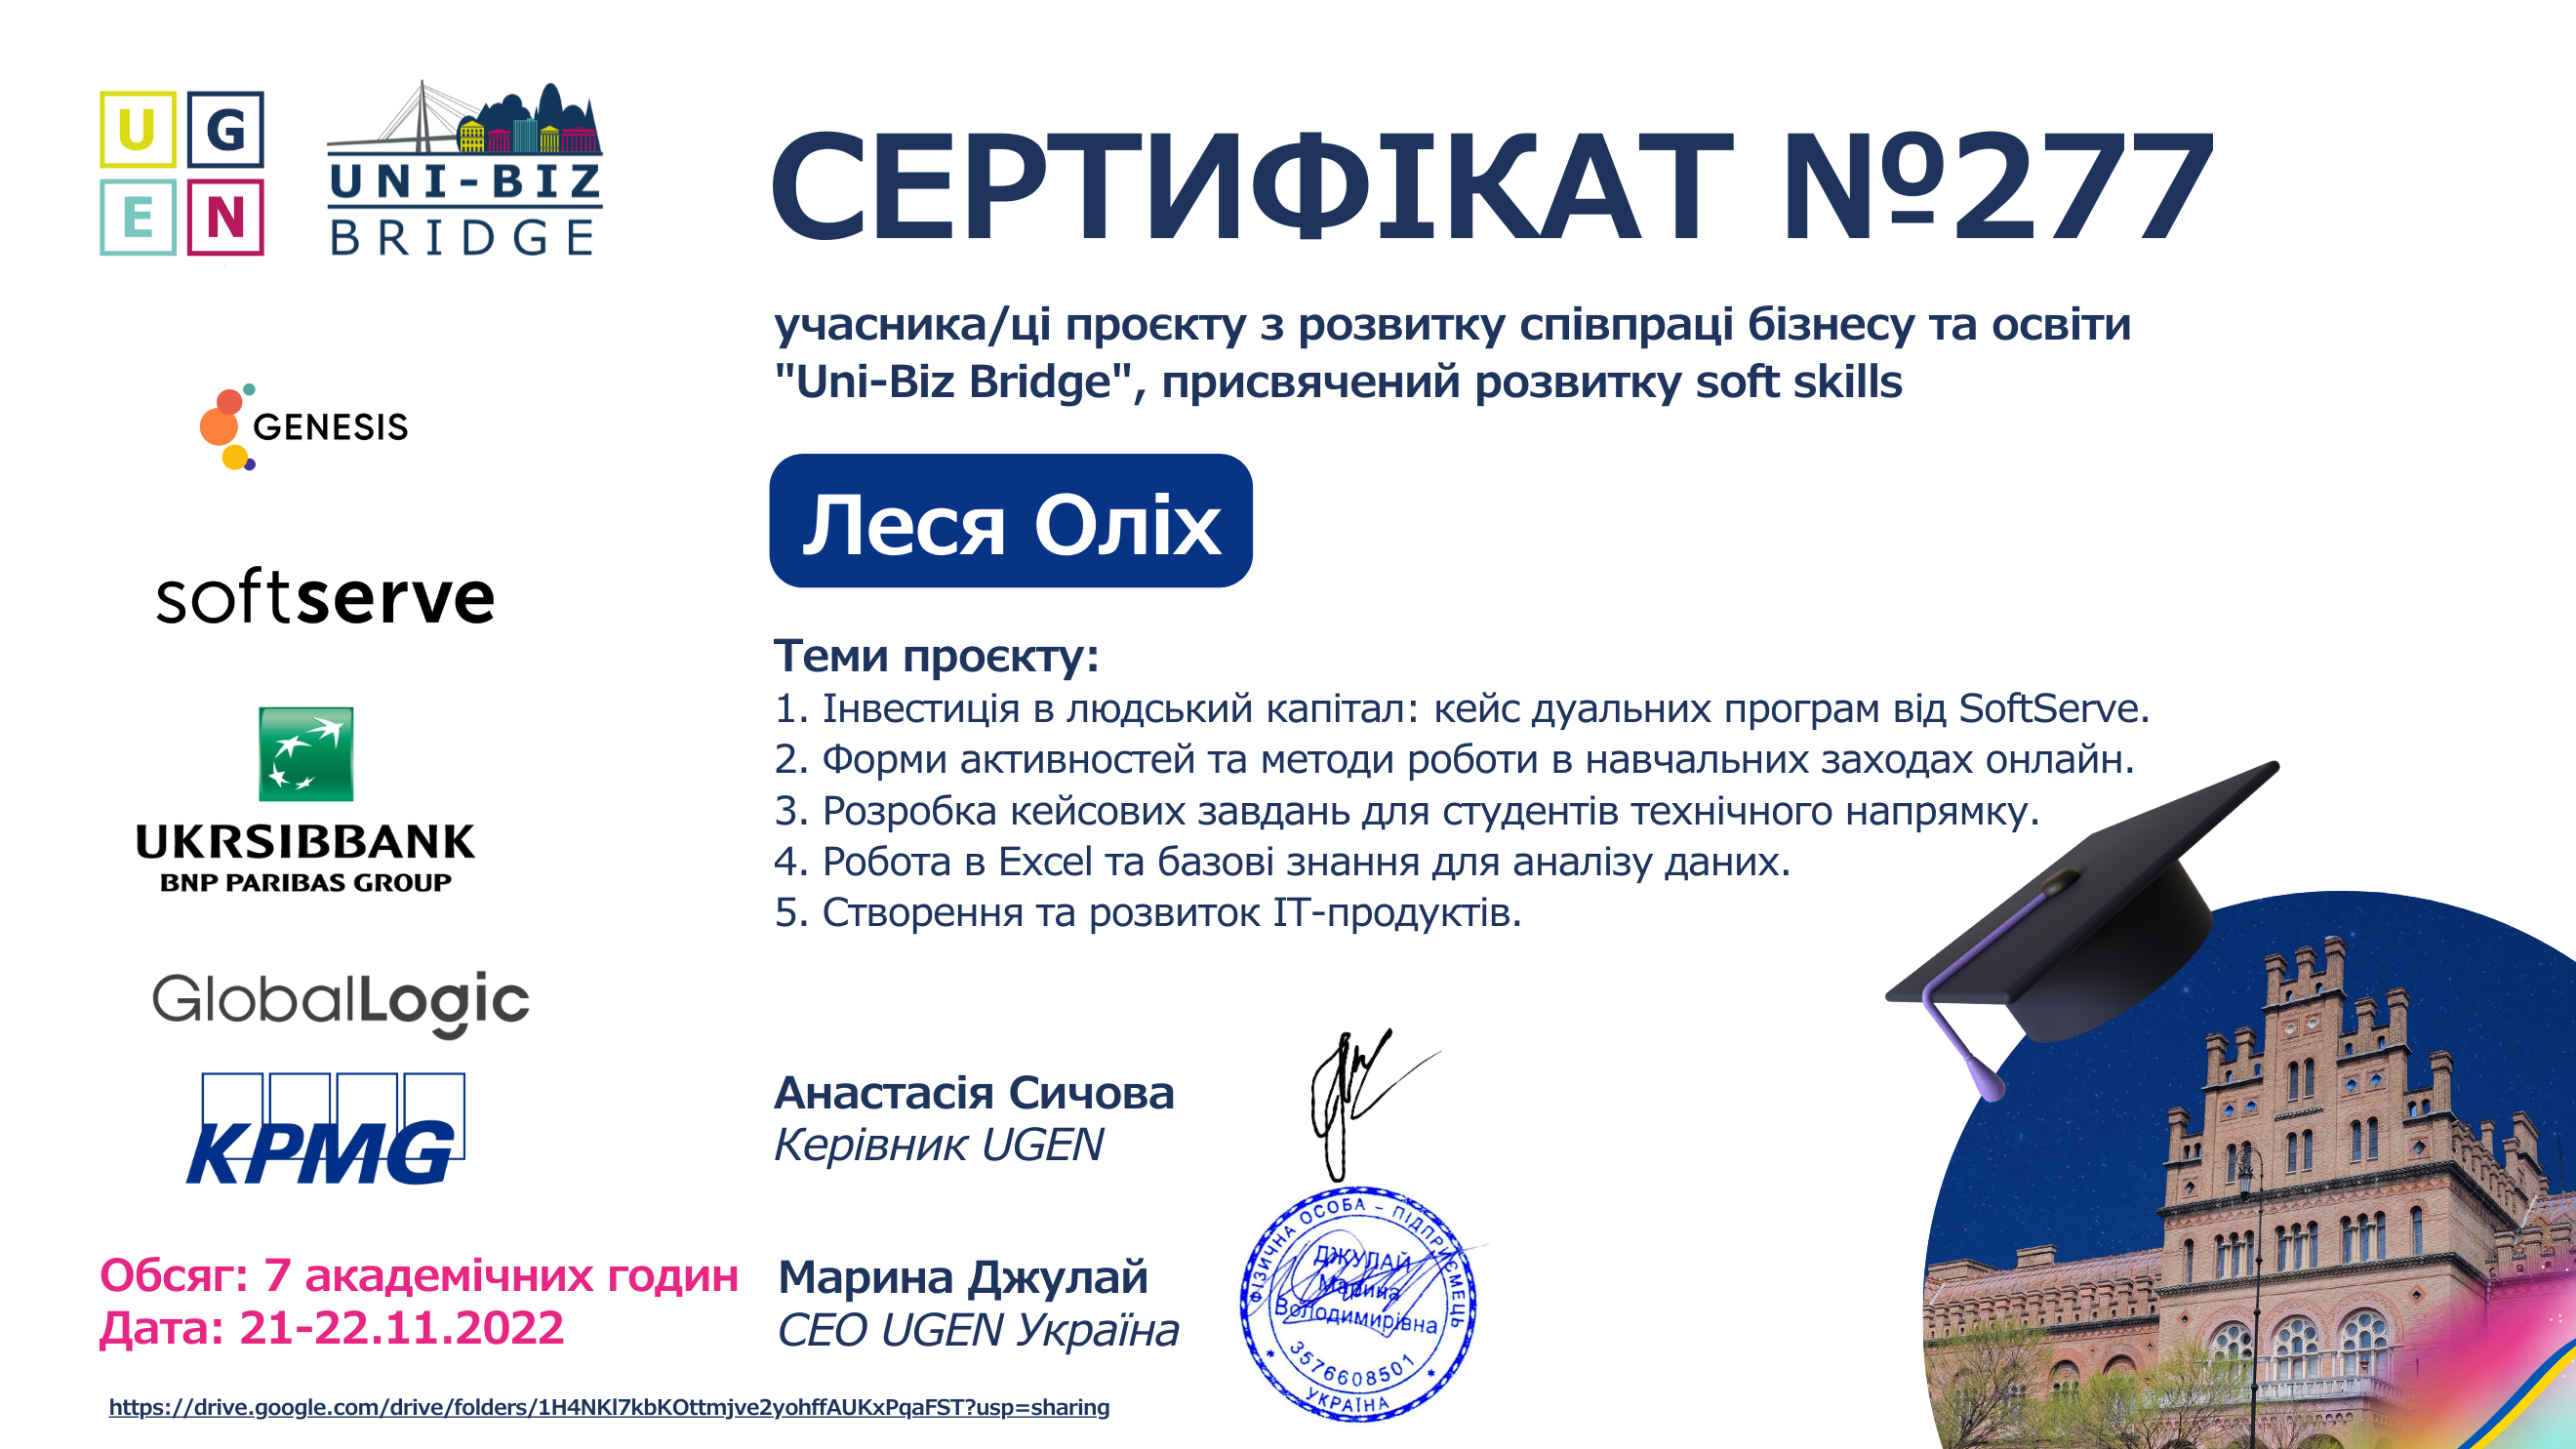 U G
E N
UNI-BIZ
BRIDGE
СЕРТИФІКАТ №277
учасника/ці проєкту з розвитку співпраці бізнесу та освіти
"Uni-Biz Bridge", присвячений розвитку soft skills
GENESIS
Леся Оліх
softserve
Теми проєкту:
1. Інвестиція в людський капітал: кейс дуальних програм від SoftServe.
2. Форми активностей та методи роботи в навчальних заходах онлайн.
3. Розробка кейсових завдань для студентів технічного напрямку.
4. Робота в Excel та базові знання для аналізу даних.
5. Створення та розвиток ІТ-продуктів.
UKRSIBBANK
BNP PARIBAS GROUP
GlobalLogic
KPMG
Анастасія Сичова
Керівник UGEN
Марина Джулай
CEO UGEN Україна
ФІЗИЧНА ОСОБА – ПІДПРИЄМЕЦЬ
ДЖУЛАЙ
Марина
Володимирівна
3576608501
УКРАЇНА
Обсяг: 7 академічних годин
Дата: 21-22.11.2022
https://drive.google.com/drive/folders/1H4NKl7kbKOttmjve2yohffAUKxPqaFST?usp=sharing